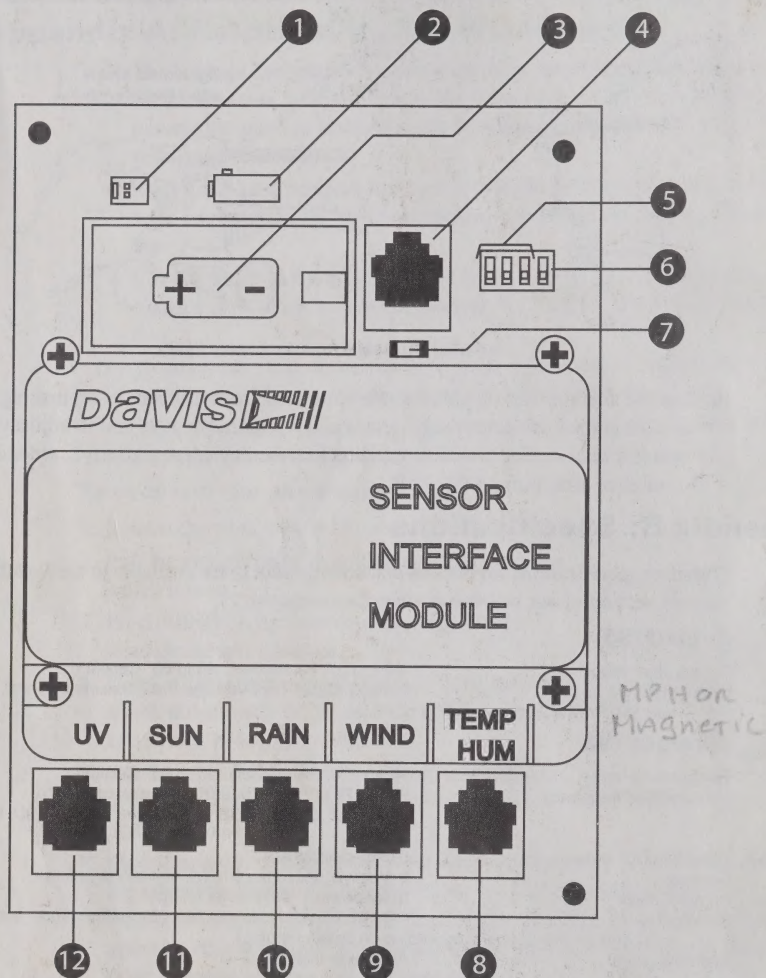 1 2 3 4
5
6
7
+ -
DAVIS
SENSOR
INTERFACE
MODULE
MPH OR
MAGNETIC
UV SUN RAIN WIND TEMP
HUM
12 11 10 9 8